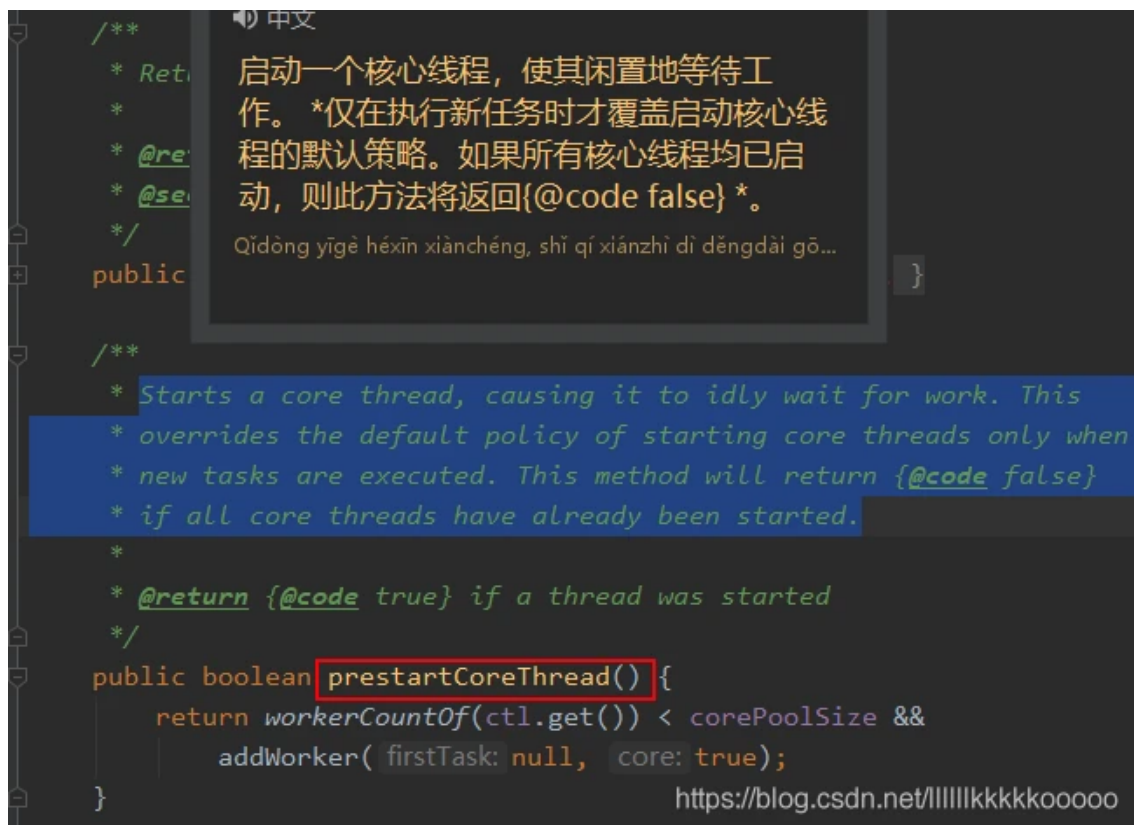 /**
中文
* Ret
启动一个核心线程，使其闲置地等待工
*
作。 *仅在执行新任务时才覆盖启动核心线
* @re
程的默认策略。如果所有核心线程均已启
* @se
动，则此方法将返回{@code false} *。
*/
Qǐdòng yīgè héxīn xiànchéng, shǐ qí xiánzhì dì děngdài gō...
public
}
/**
* Starts a core thread, causing it to idly wait for work. This
* overrides the default policy of starting core threads only when
* new tasks are executed. This method will return {@code false}
* if all core threads have already been started.
*
* @return {@code true} if a thread was started
*/
public boolean prestartCoreThread() {
return workerCountOf(ctl.get()) < corePoolSize &&
addWorker( firstTask: null, core: true);
}